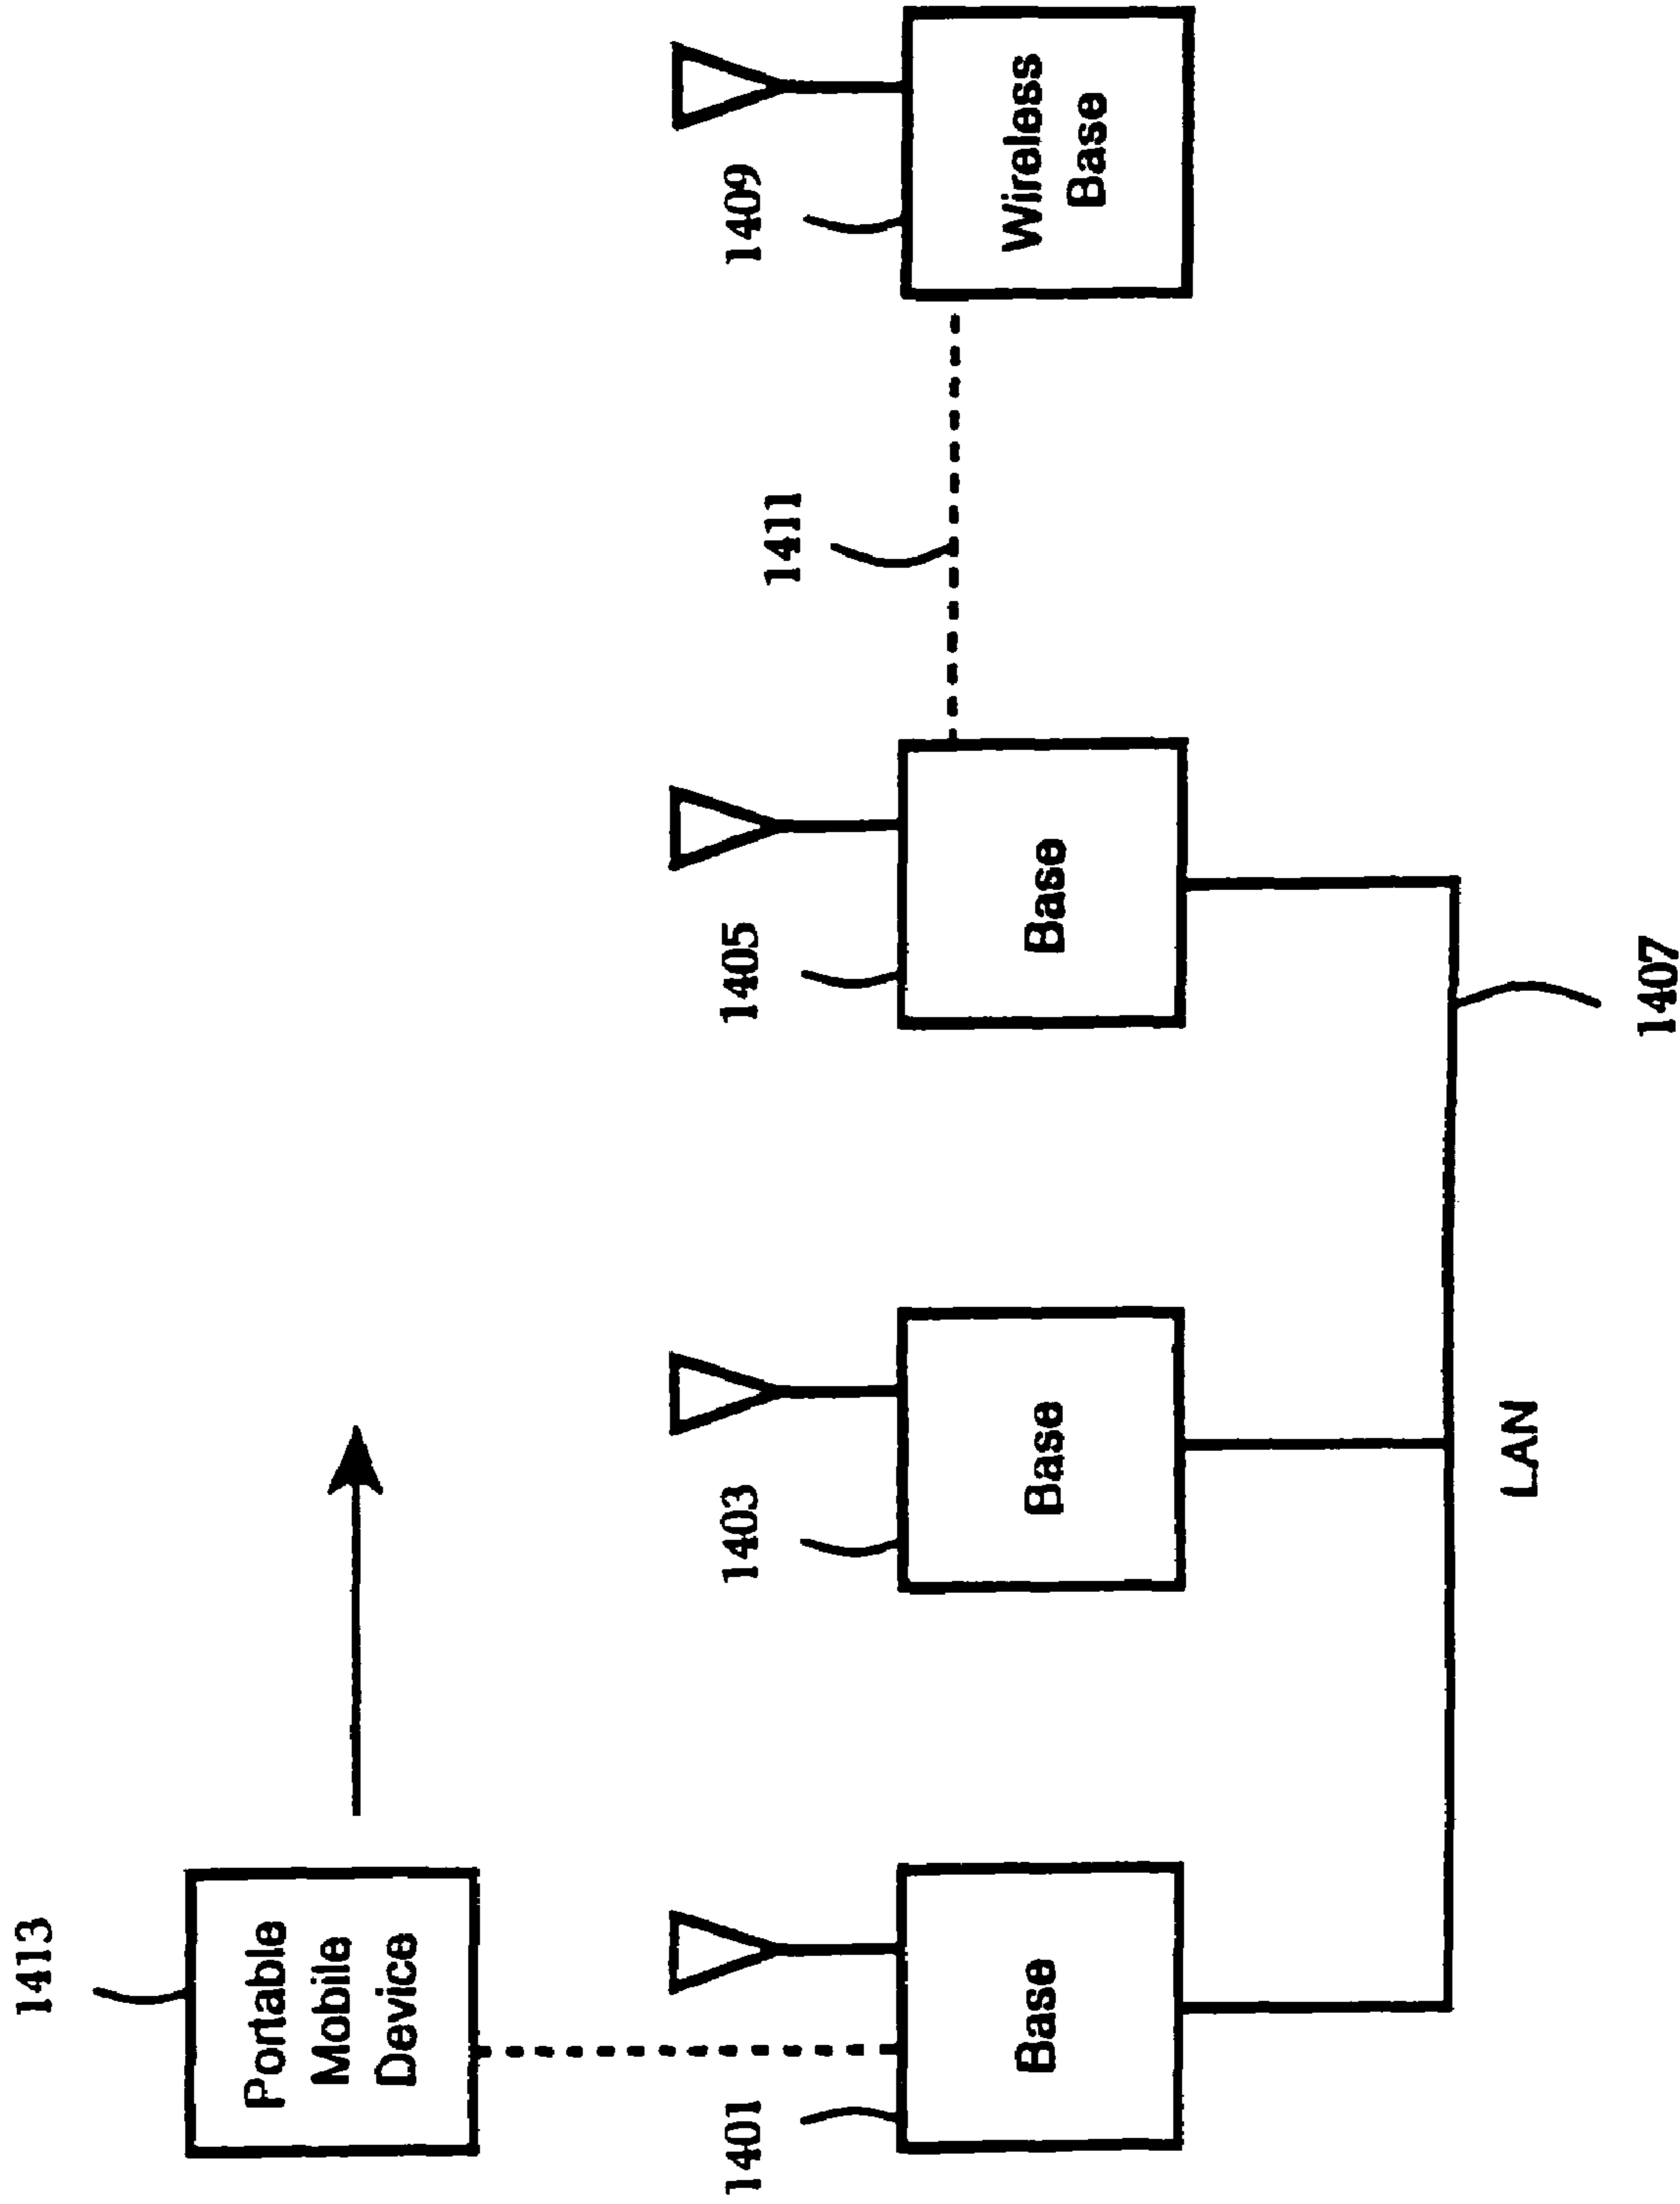 1413
Portable
Mobile
Device
1401
1403
1405
1411
1409
Base
Base
Base
Wireless
Base
LAN
1407